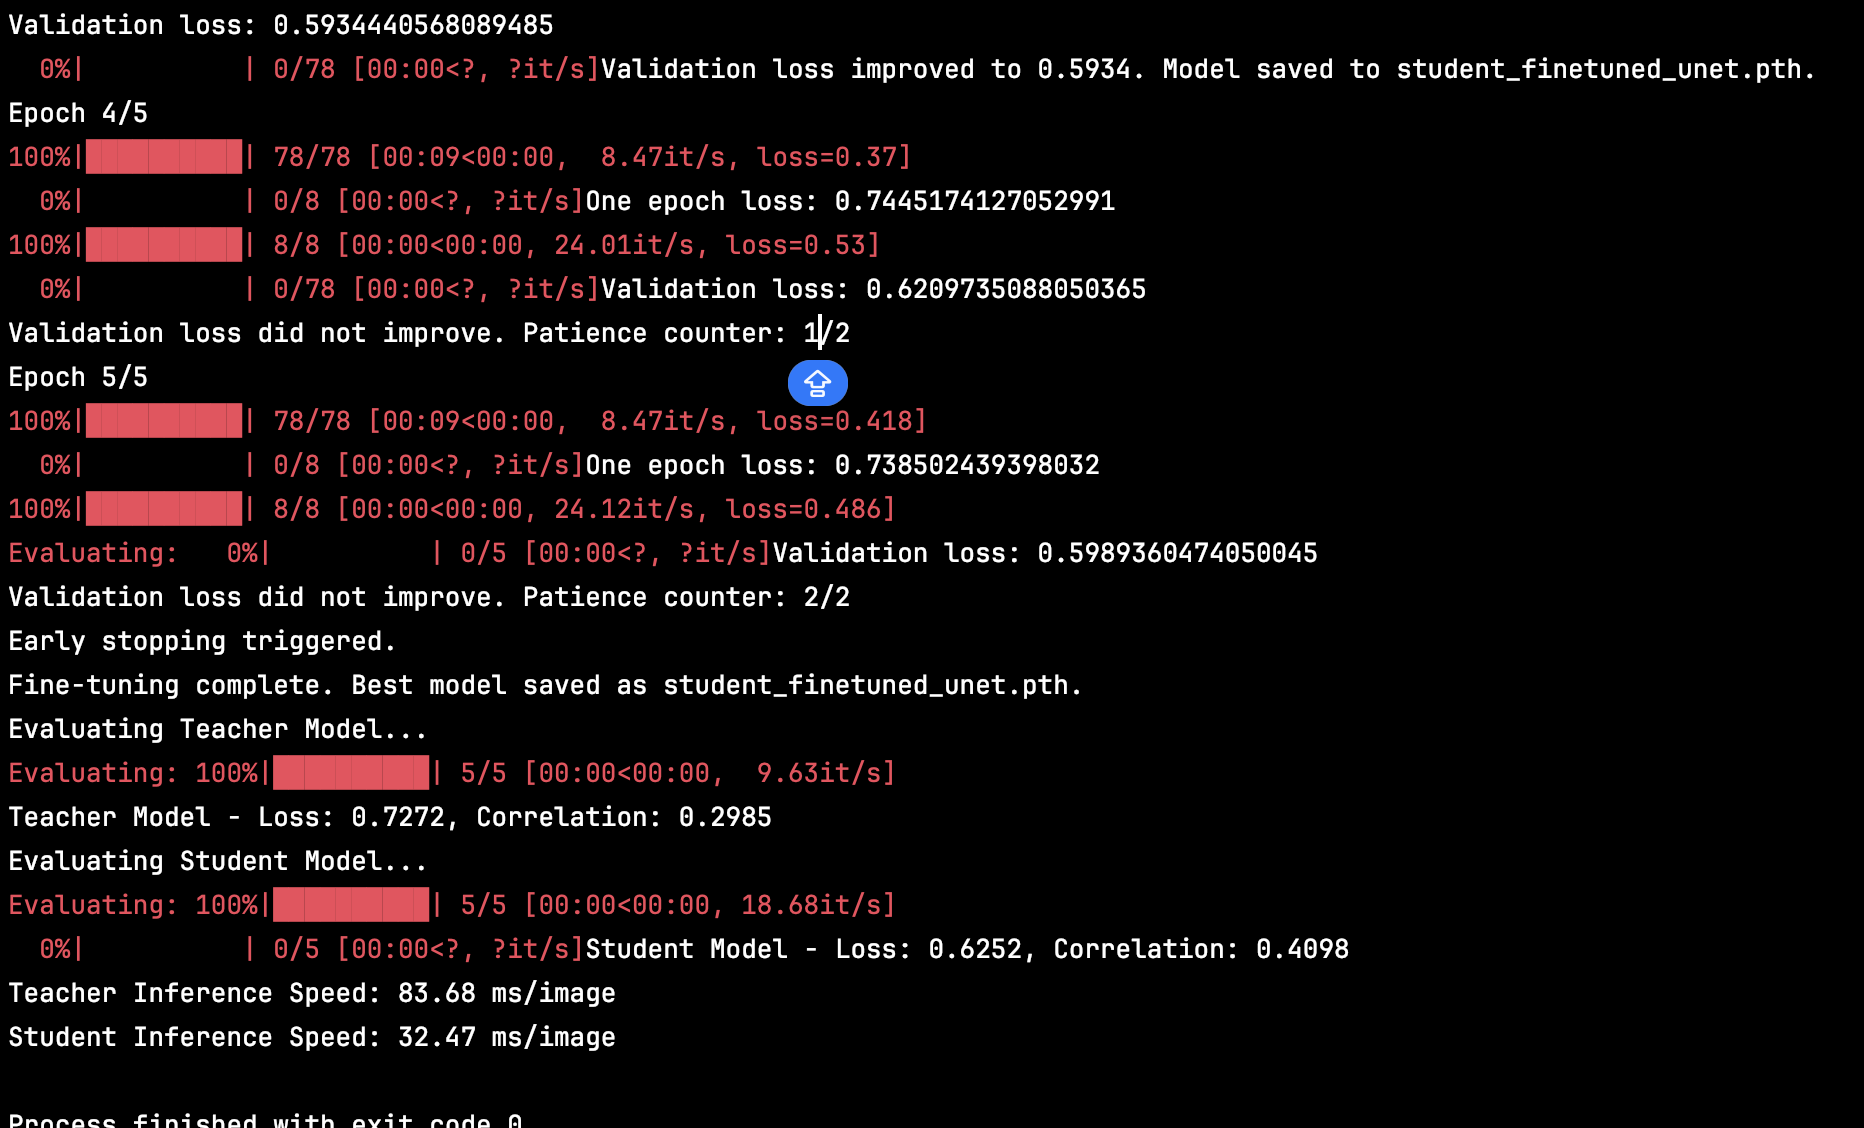 Validation loss: 0.5934440568089485
  0%|          | 0/78 [00:00<?, ?it/s]Validation loss improved to 0.5934. Model saved to student_finetuned_unet.pth.
Epoch 4/5
100%|██████████| 78/78 [00:09<00:00,  8.47it/s, loss=0.37]
  0%|          | 0/8 [00:00<?, ?it/s]One epoch loss: 0.7445174127052991
100%|██████████| 8/8 [00:00<00:00, 24.01it/s, loss=0.53]
  0%|          | 0/78 [00:00<?, ?it/s]Validation loss: 0.6209735088050365
Validation loss did not improve. Patience counter: 1/2
Epoch 5/5
100%|██████████| 78/78 [00:09<00:00,  8.47it/s, loss=0.418]
  0%|          | 0/8 [00:00<?, ?it/s]One epoch loss: 0.738502439398032
100%|██████████| 8/8 [00:00<00:00, 24.12it/s, loss=0.486]
Evaluating:   0%|          | 0/5 [00:00<?, ?it/s]Validation loss: 0.5989360474050045
Validation loss did not improve. Patience counter: 2/2
Early stopping triggered.
Fine-tuning complete. Best model saved as student_finetuned_unet.pth.
Evaluating Teacher Model...
Evaluating: 100%|██████████| 5/5 [00:00<00:00,  9.63it/s]
Teacher Model - Loss: 0.7272, Correlation: 0.2985
Evaluating Student Model...
Evaluating: 100%|██████████| 5/5 [00:00<00:00, 18.68it/s]
  0%|          | 0/5 [00:00<?, ?it/s]Student Model - Loss: 0.6252, Correlation: 0.4098
Teacher Inference Speed: 83.68 ms/image
Student Inference Speed: 32.47 ms/image
Process finished with exit code 0